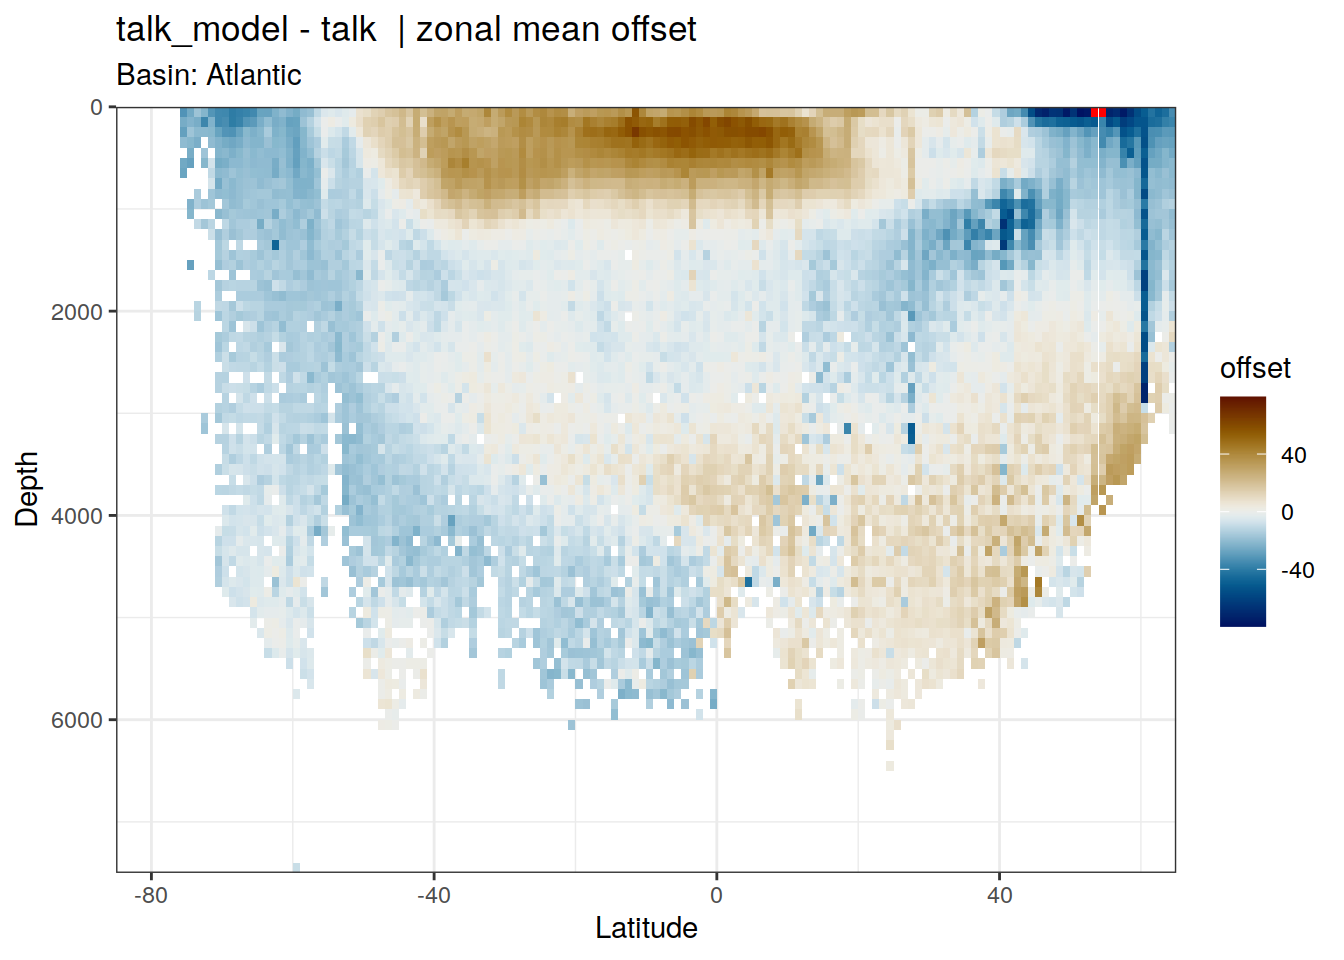 talk_model - talk  | zonal mean offset
Basin: Atlantic
0
2000
4000
6000
Depth
-80
-40
0
40
Latitude
offset
40
0
-40